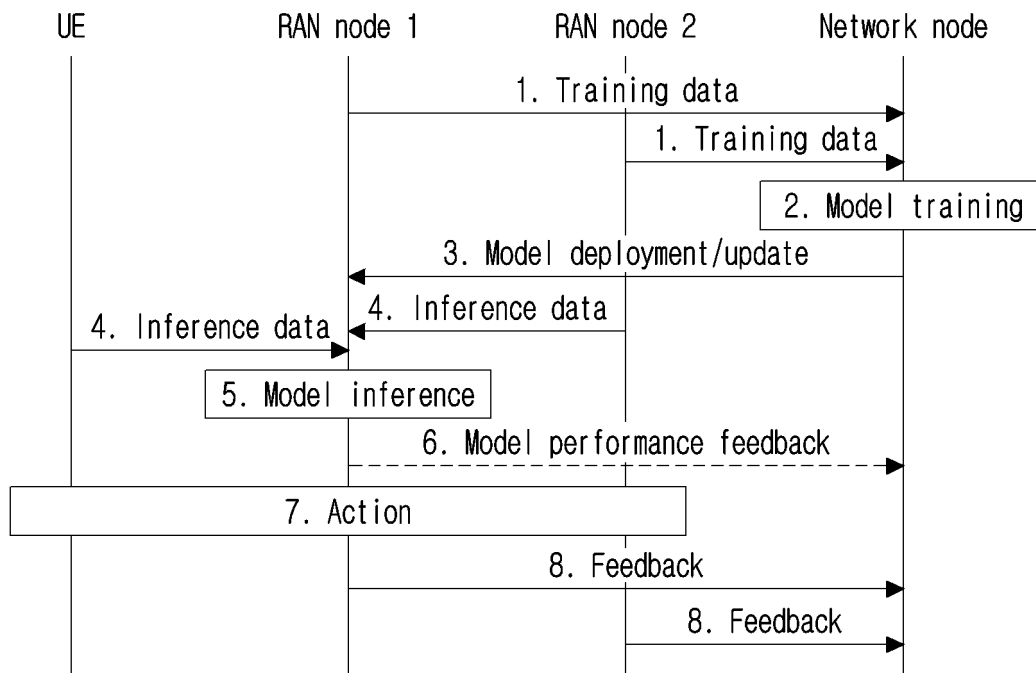 UE
RAN node 1
RAN node 2
Network node
1. Training data
1. Training data
2. Model training
3. Model deployment/update
4. Inference data
4. Inference data
5. Model inference
6. Model performance feedback
7. Action
8. Feedback
8. Feedback